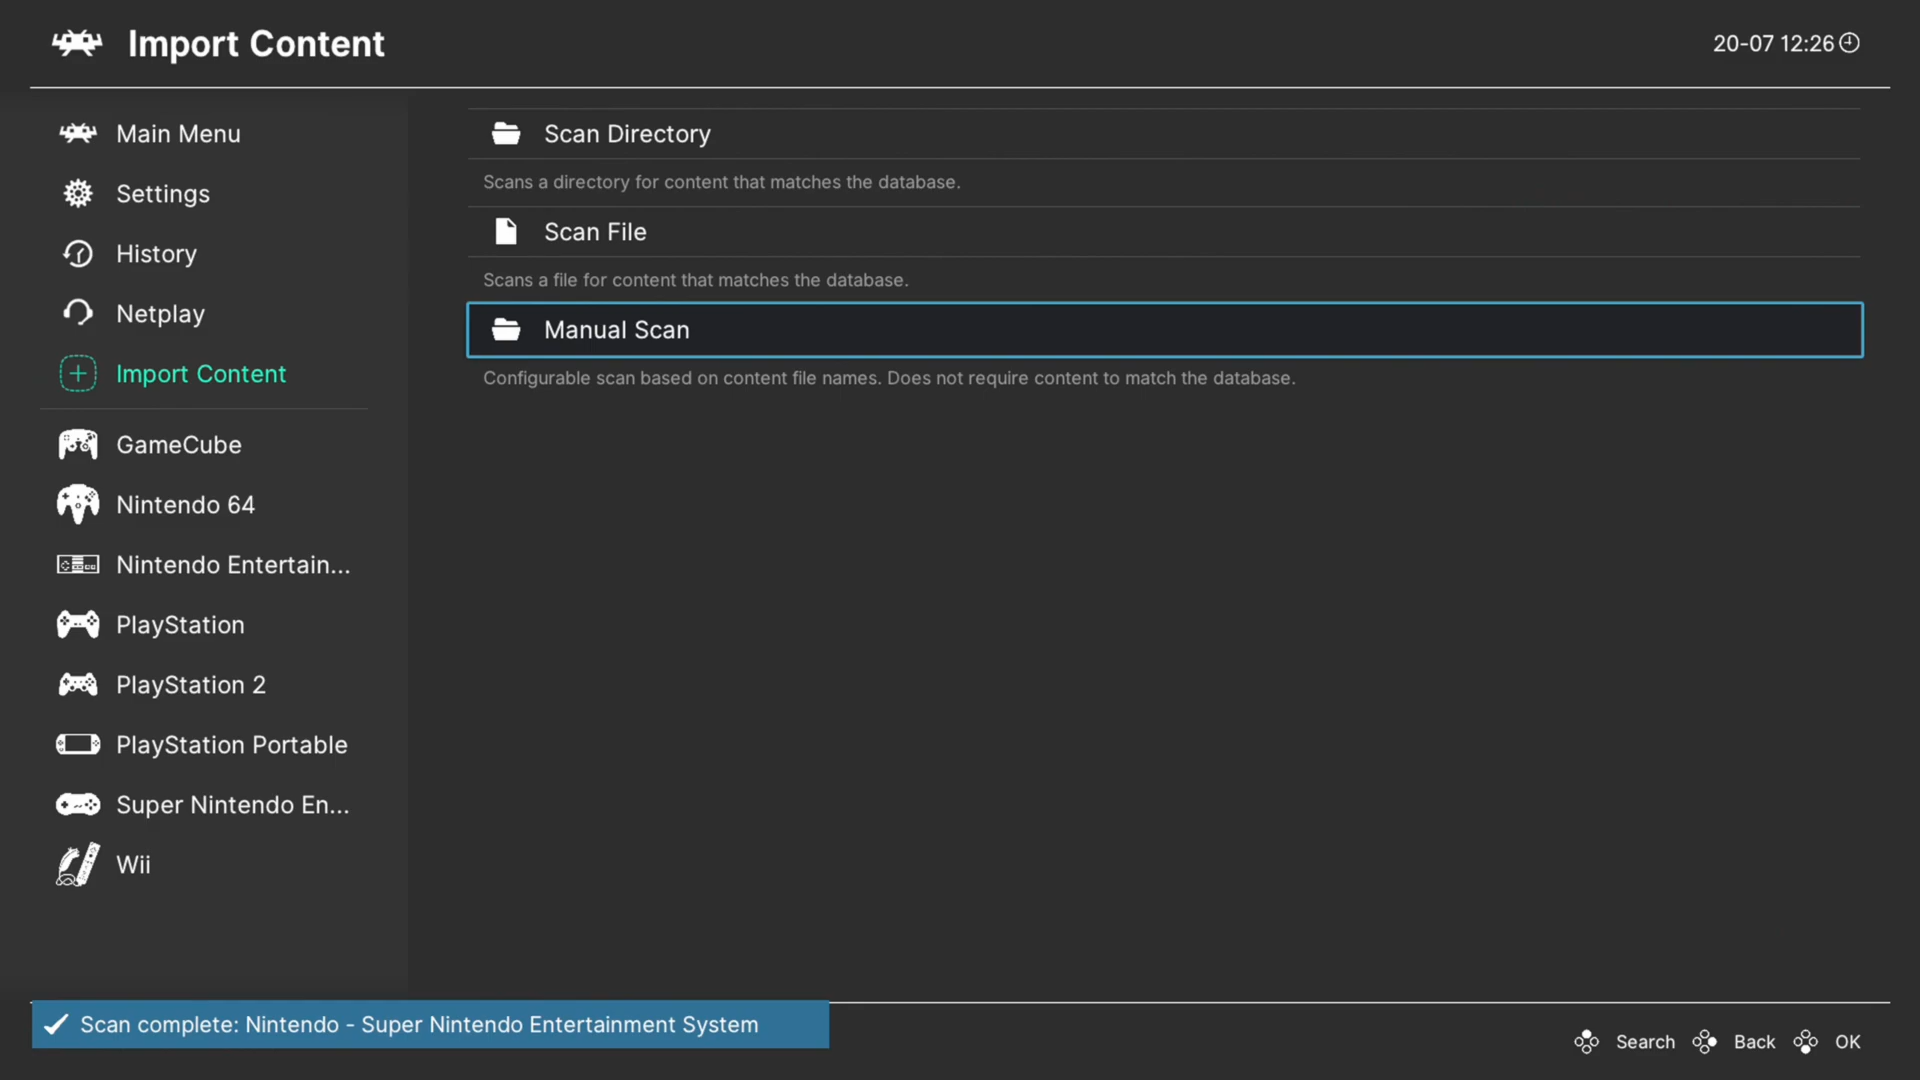 Import Content
20-07 12:26
Main Menu
Settings
History
Netplay
Import Content
GameCube
Nintendo 64
Nintendo Entertain...
PlayStation
PlayStation 2
PlayStation Portable
Super Nintendo En...
Wii
Scan Directory
Scans a directory for content that matches the database.
Scan File
Scans a file for content that matches the database.
Manual Scan
Configurable scan based on content file names. Does not require content to match the database.
Scan complete: Nintendo - Super Nintendo Entertainment System
Search Back OK